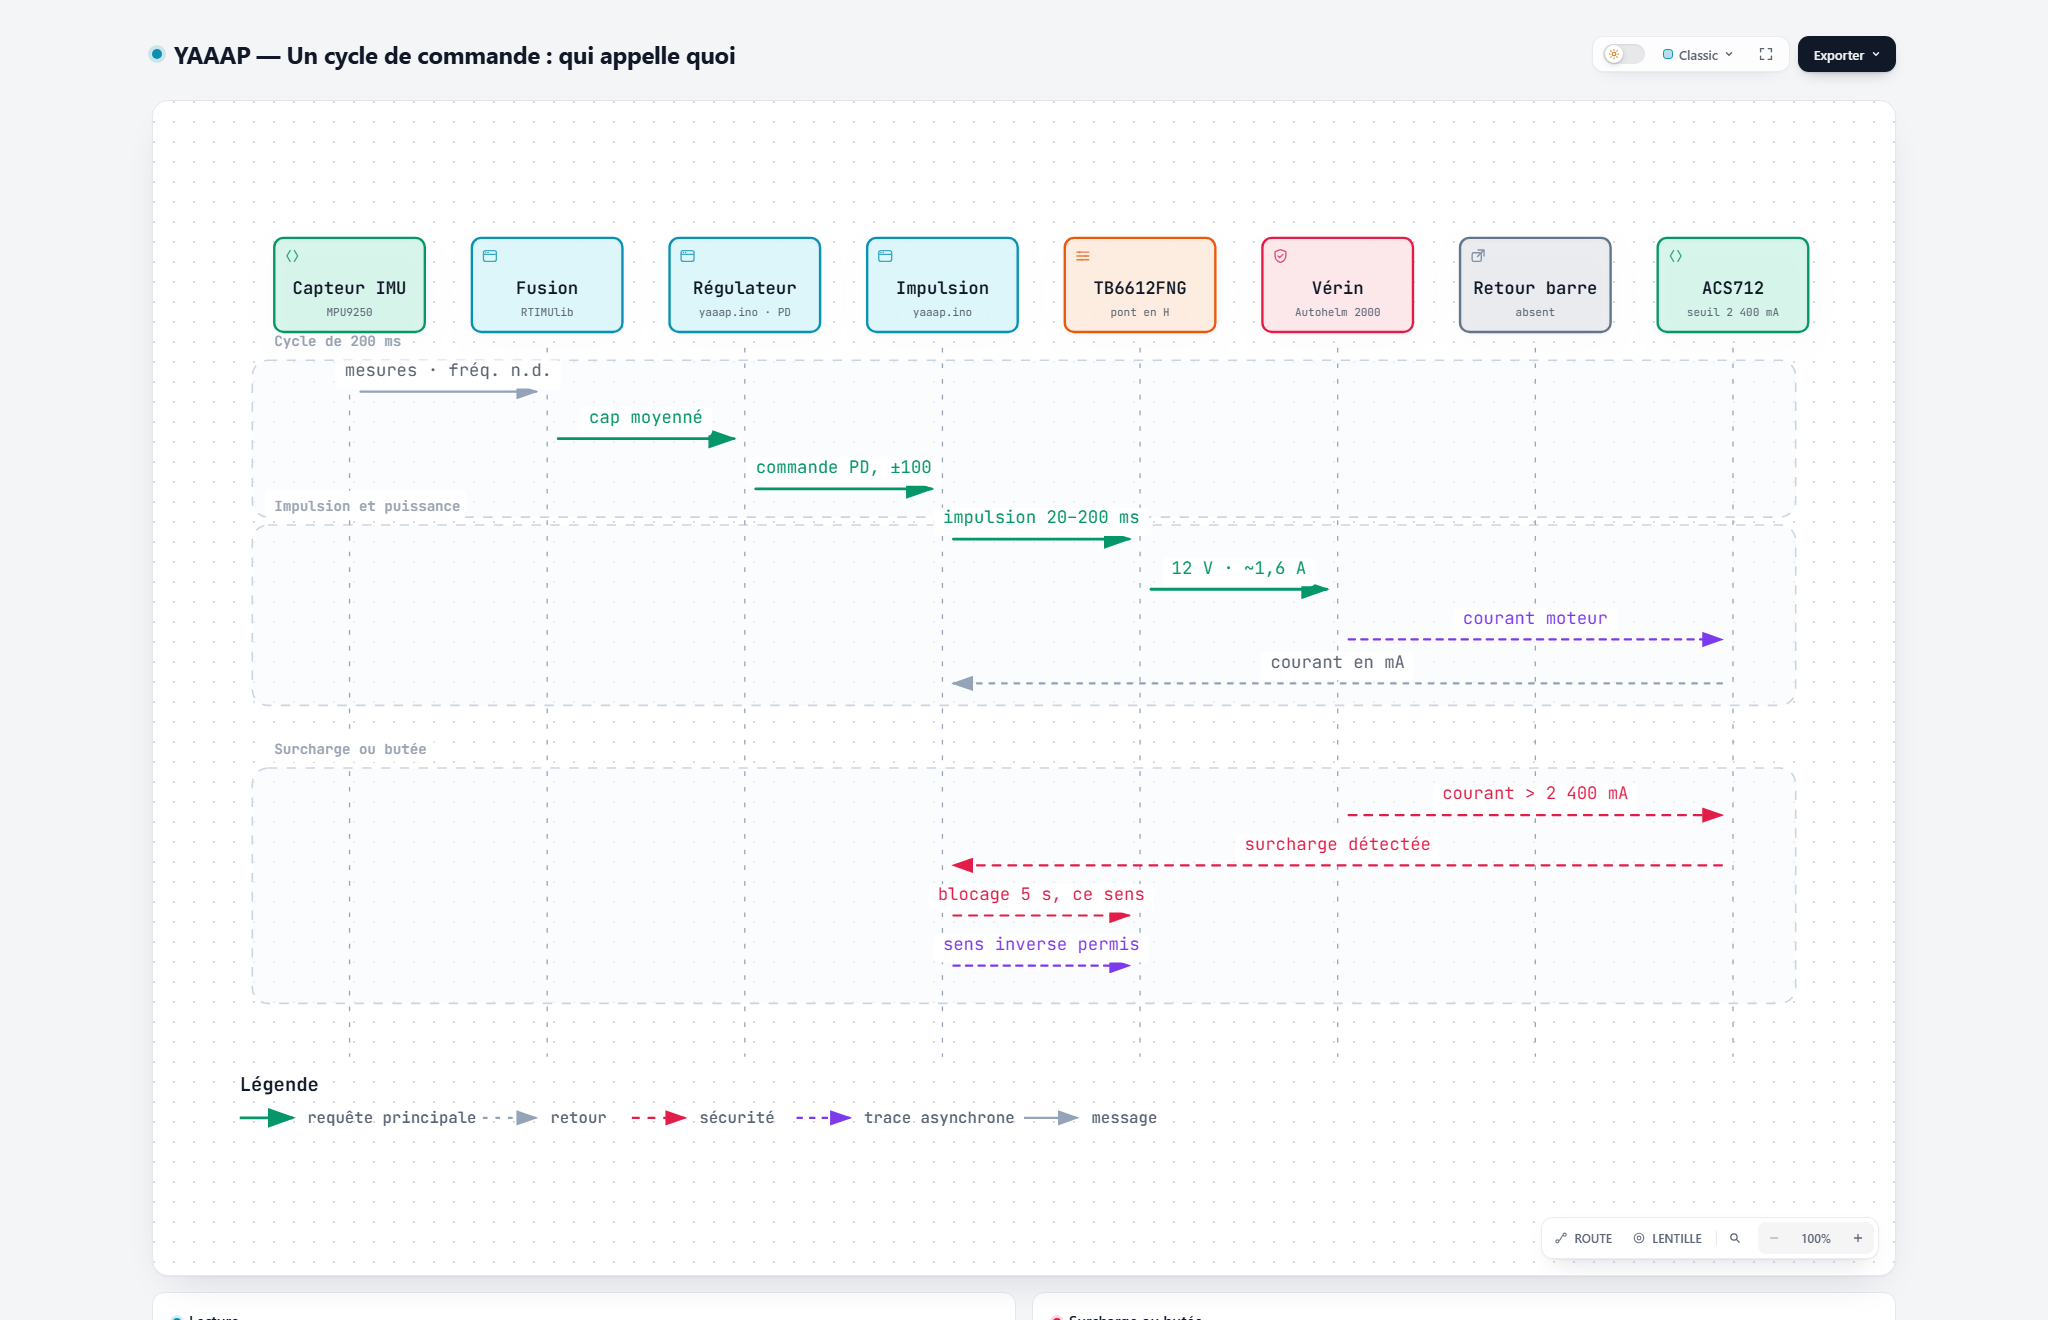 YAAAP — Un cycle de commande : qui appelle quoi
Classic
Exporter
Capteur IMU
MPU9250
Fusion
RTIMUlib
Régulateur
yaaap.ino · PD
Impulsion
yaaap.ino
TB6612FNG
pont en H
Vérin
Autohelm 2000
Retour barre
absent
ACS712
seuil 2 400 mA
Cycle de 200 ms
mesures · fréq. n.d.
cap moyenné
commande PD, ±100
Impulsion et puissance
impulsion 20–200 ms
12 V · ~1,6 A
courant moteur
courant en mA
Surcharge ou butée
courant > 2 400 mA
surcharge détectée
blocage 5 s, ce sens
sens inverse permis
Légende
requête principale
retour
sécurité
trace asynchrone
message
ROUTE
LENTILLE
100%
Lecture
Surcharge ou butée